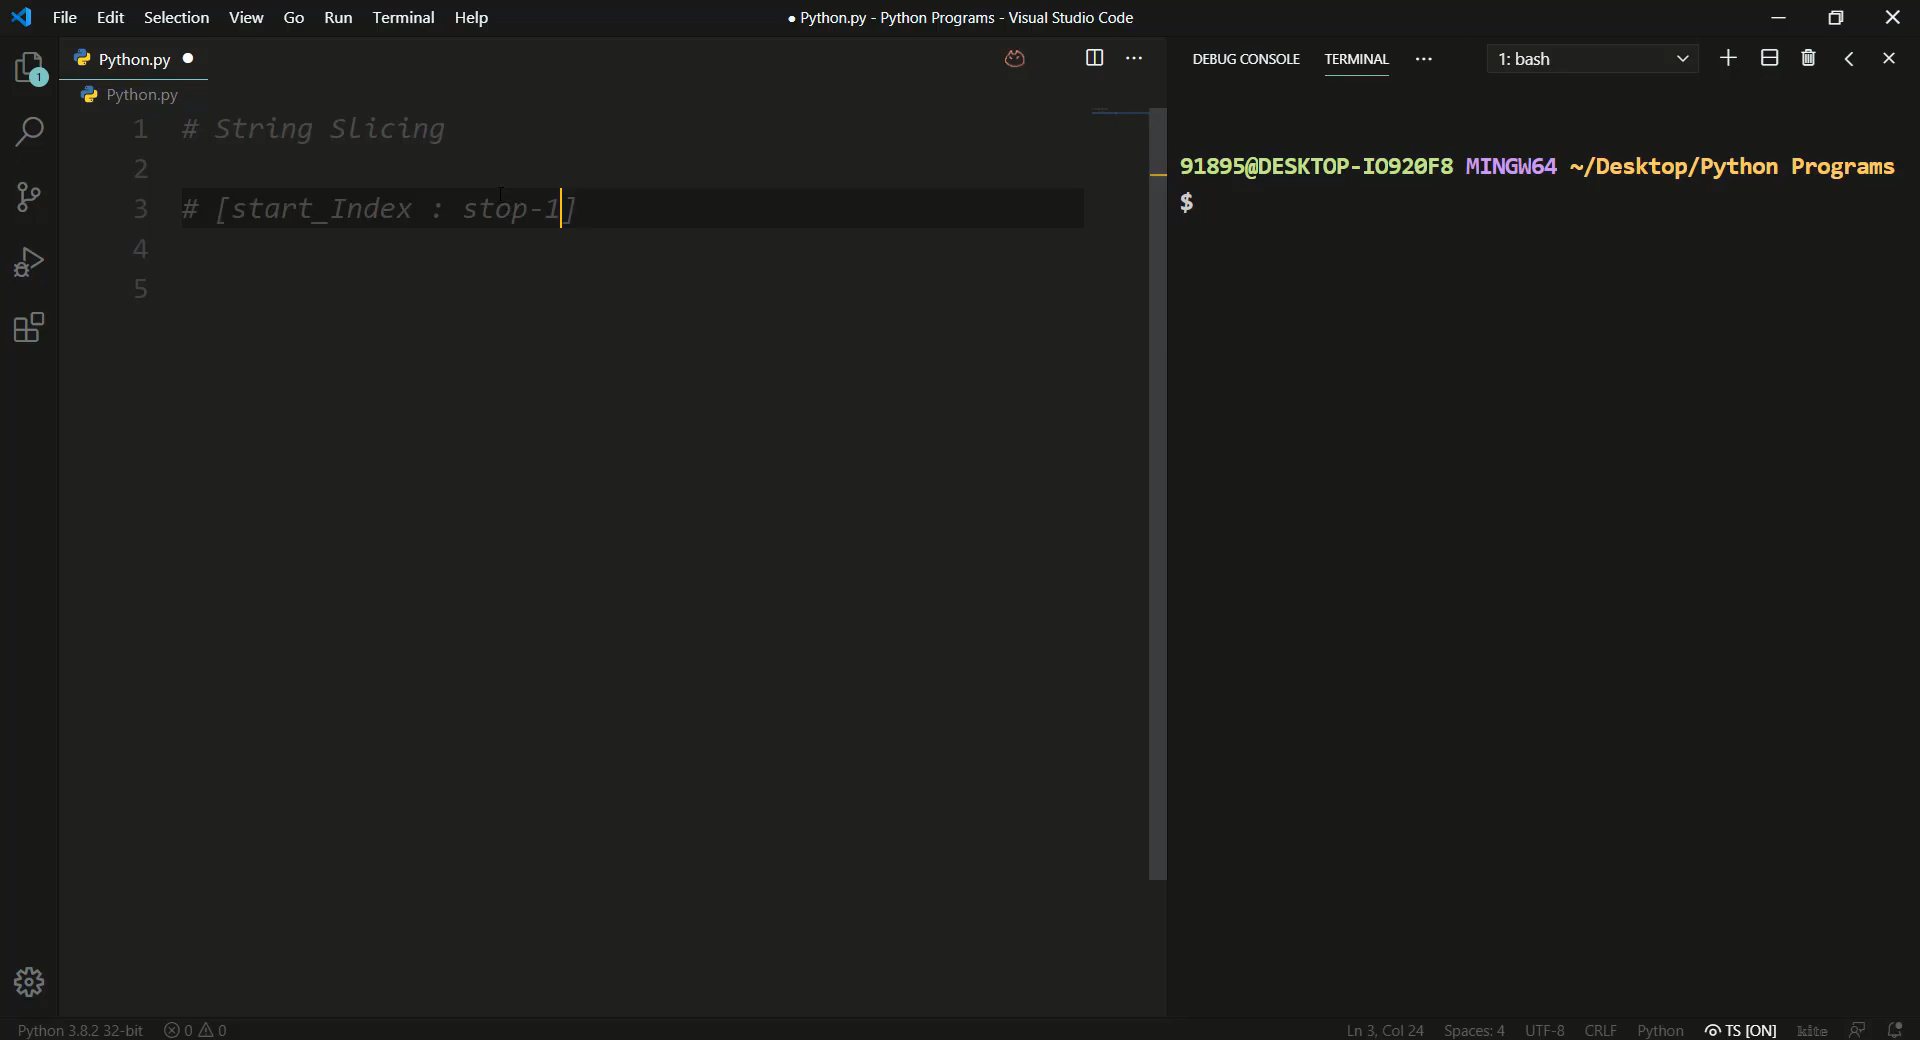 File Edit Selection View Go Run Terminal Help
● Python.py - Python Programs - Visual Studio Code
Python.py
DEBUG CONSOLE TERMINAL
1: bash
1
Python.py
1 # String Slicing
2
3 # [start_Index : stop-1]
4
5
91895@DESKTOP-IO920F8 MINGW64 ~/Desktop/Python Programs
$
Python 3.8.2 32-bit 0 0
Ln 3, Col 24 Spaces: 4 UTF-8 CRLF Python TS [ON] kite